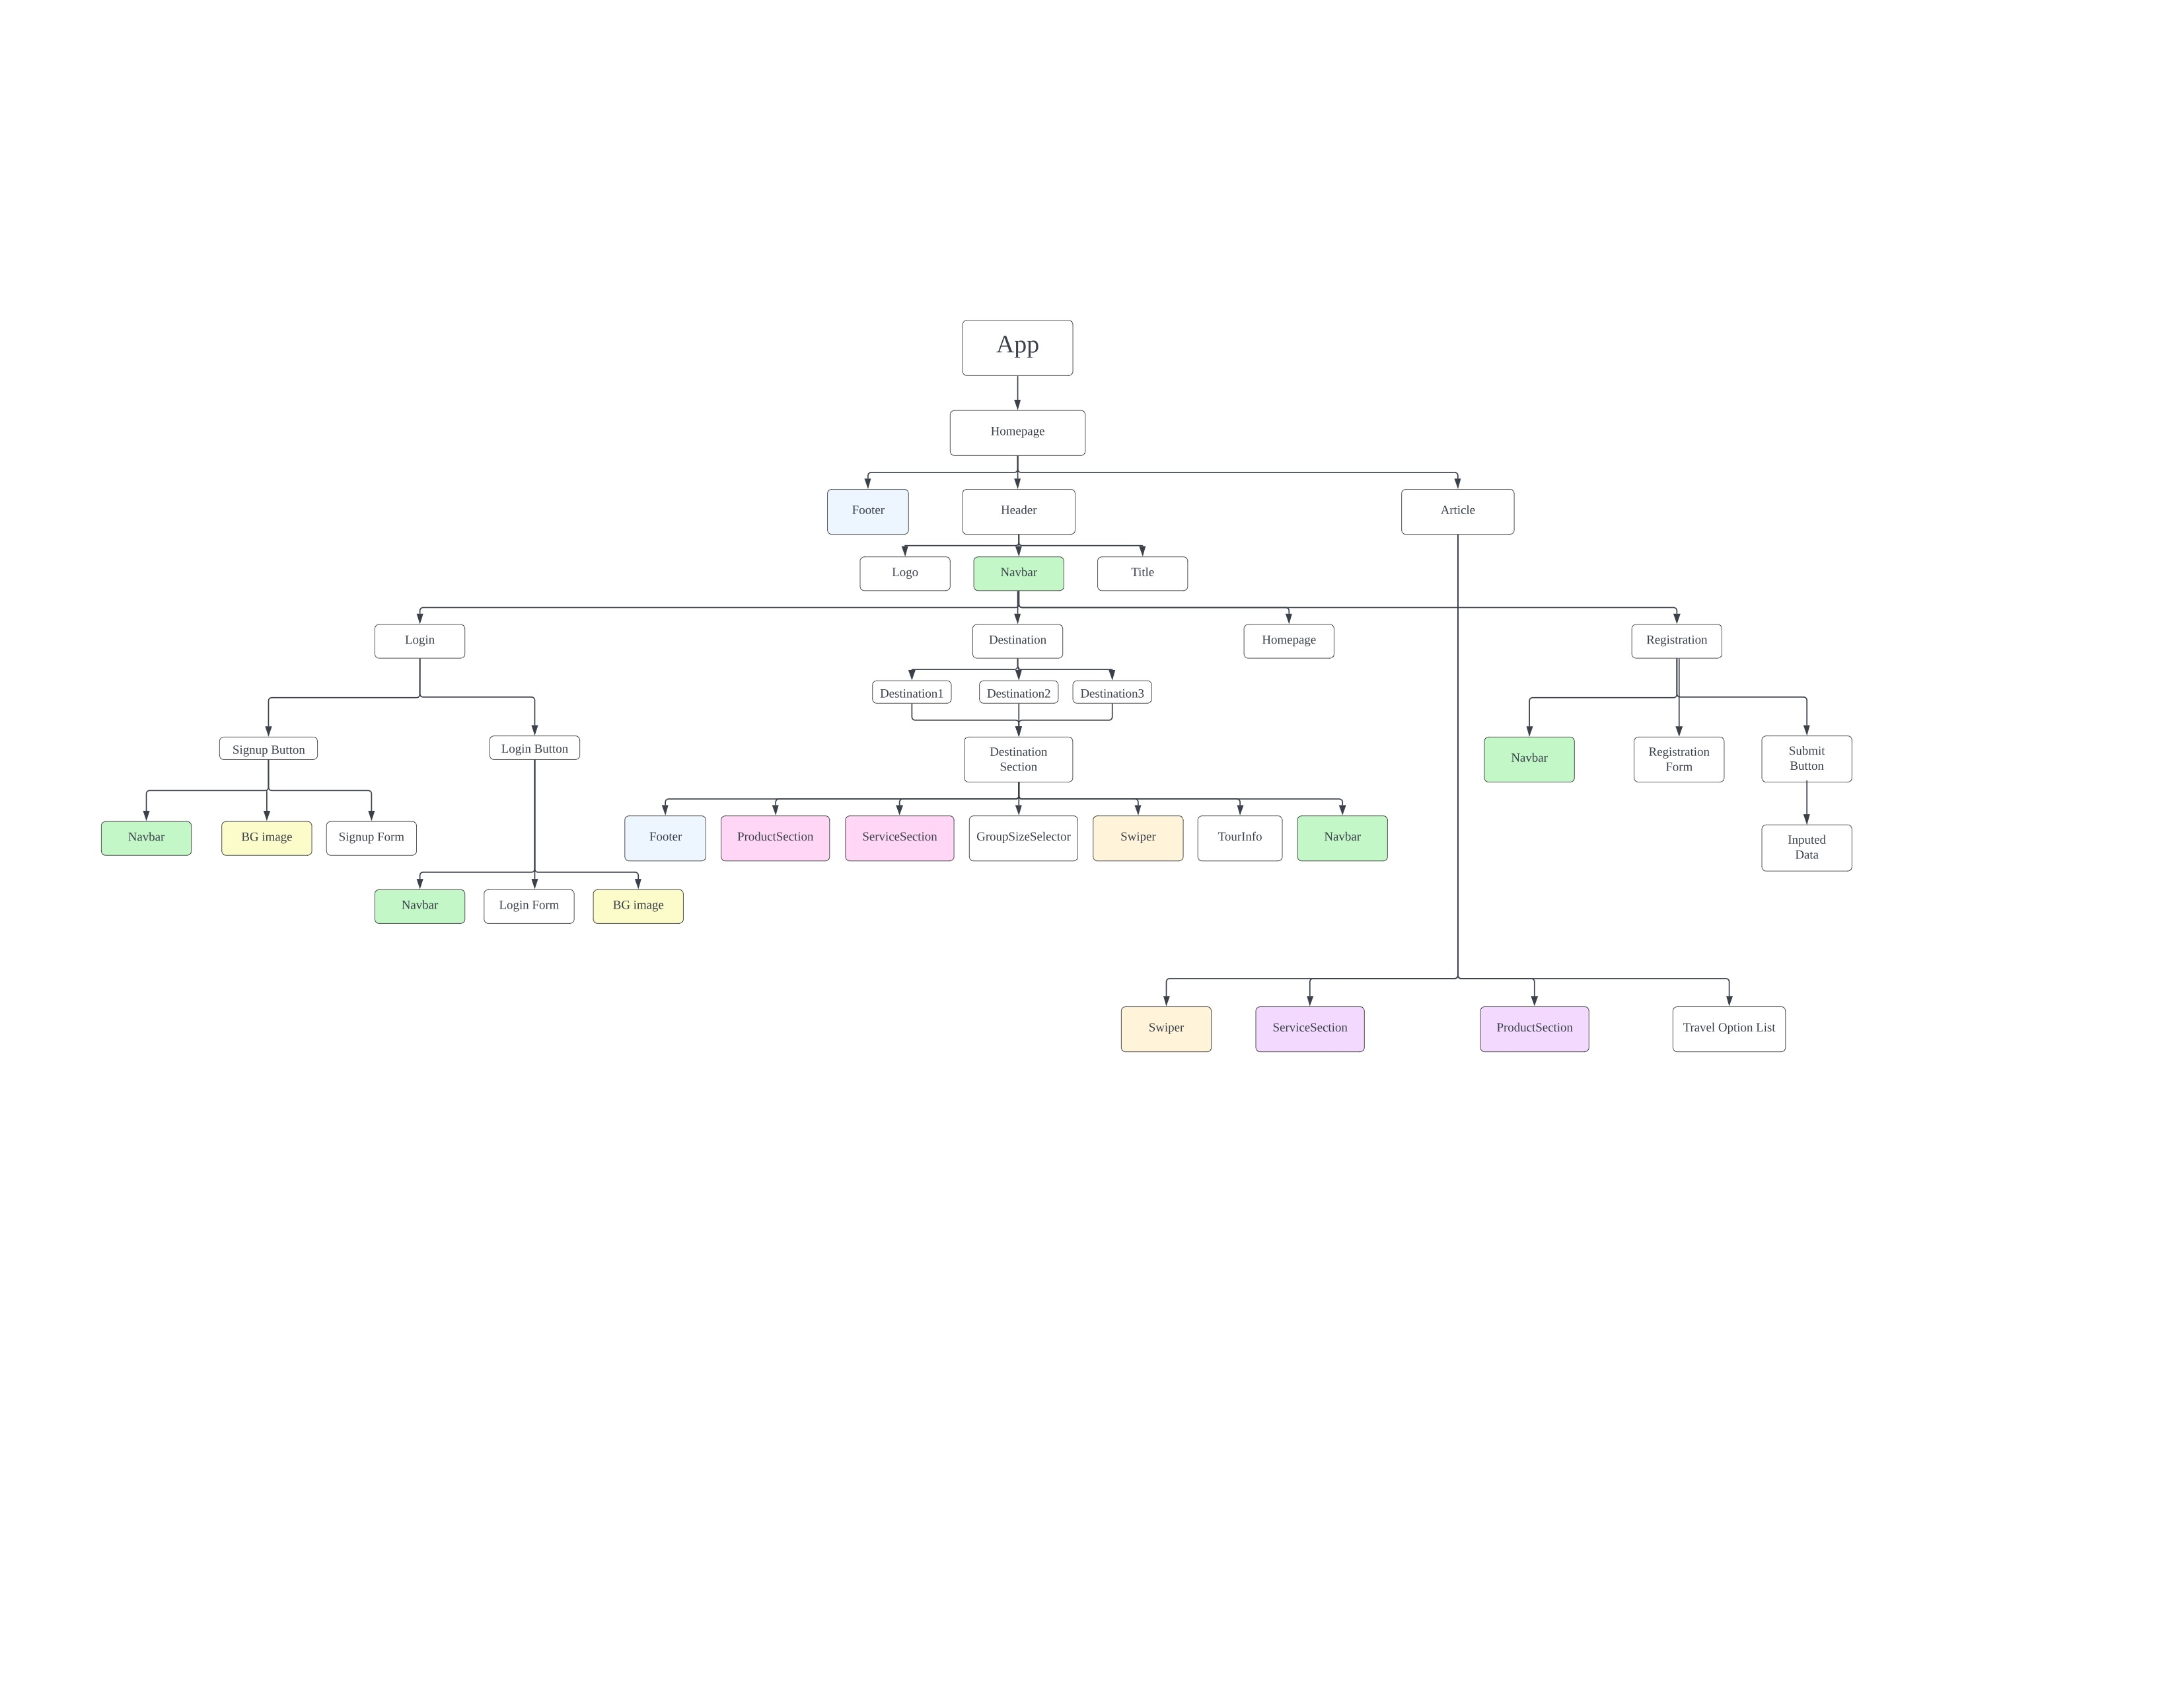 App
Homepage
Footer
Header
Article
Logo
Navbar
Title
Login
Destination
Homepage
Registration
Destination1
Destination2
Destination3
Signup Button
Login Button
Destination
Section
Navbar
Registration
Form
Submit
Button
Navbar
BG image
Signup Form
Footer
ProductSection
ServiceSection
GroupSizeSelector
Swiper
TourInfo
Navbar
Inputed
Data
Navbar
Login Form
BG image
Swiper
ServiceSection
ProductSection
Travel Option List